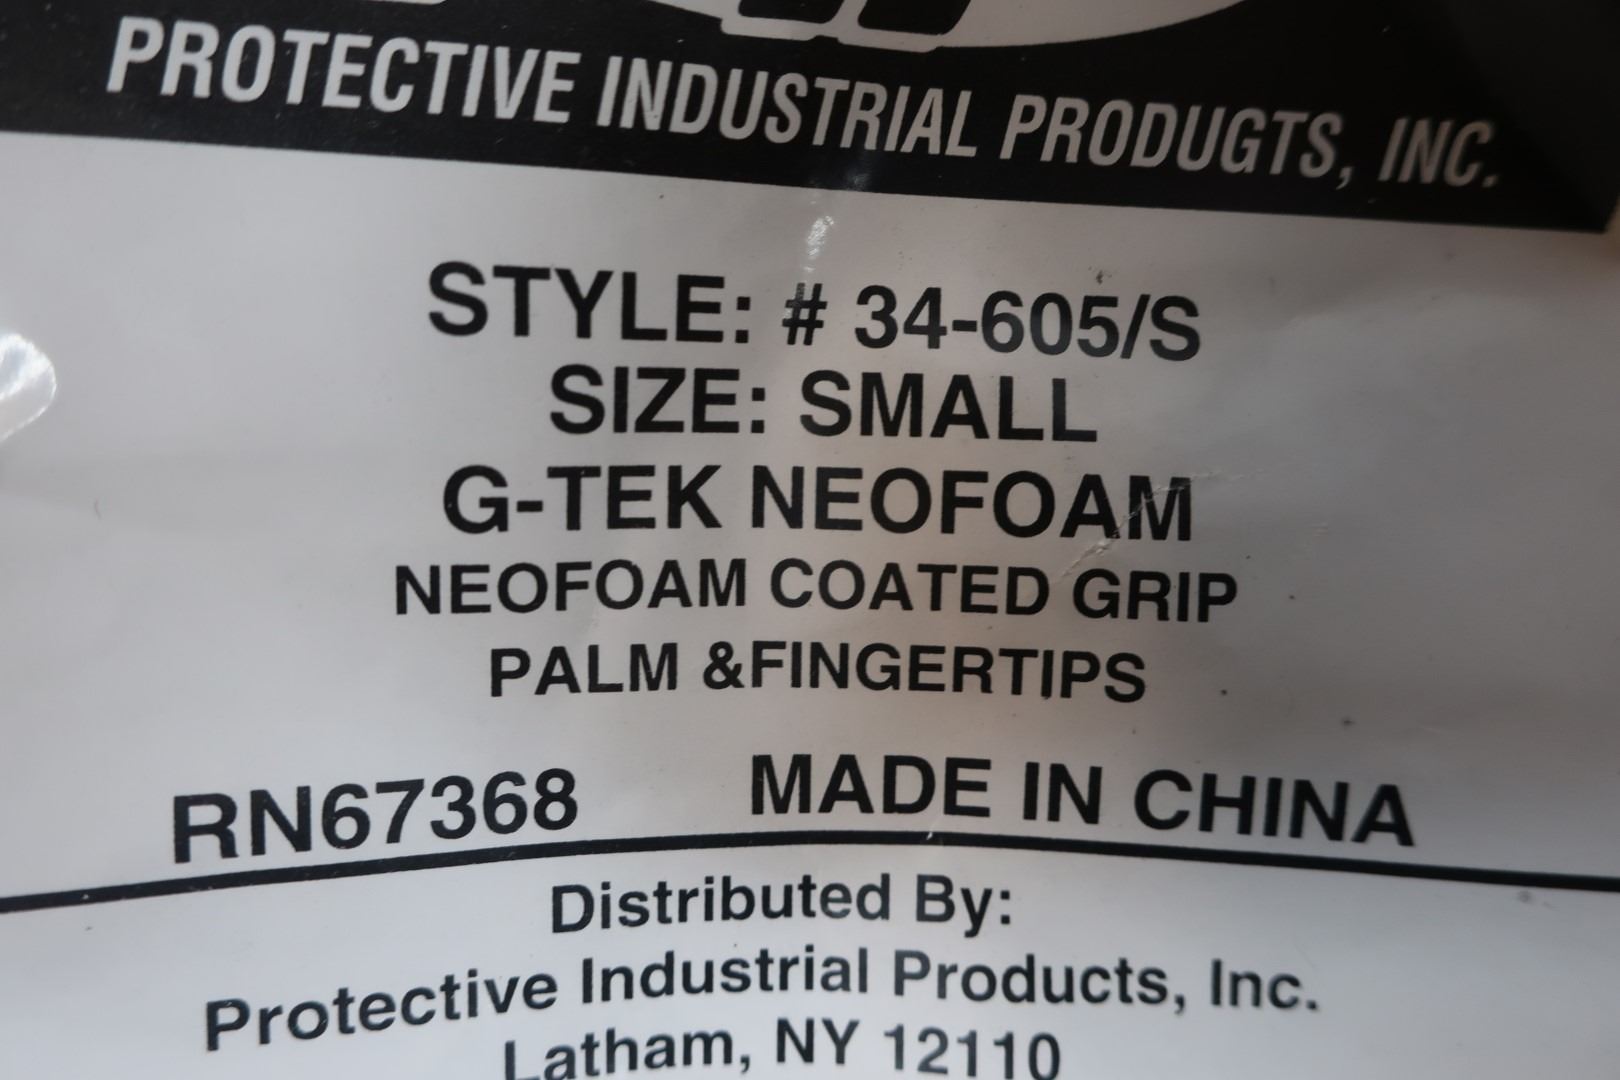 PROTECTIVE INDUSTRIAL PRODUGTS, INC.
STYLE: # 34-605/S
SIZE: SMALL
G-TEK NEOFOAM
NEOFOAM COATED GRIP
PALM &FINGERTIPS
RN67368 MADE IN CHINA
Distributed By:
Protective Industrial Products, Inc.
Latham, NY 12110